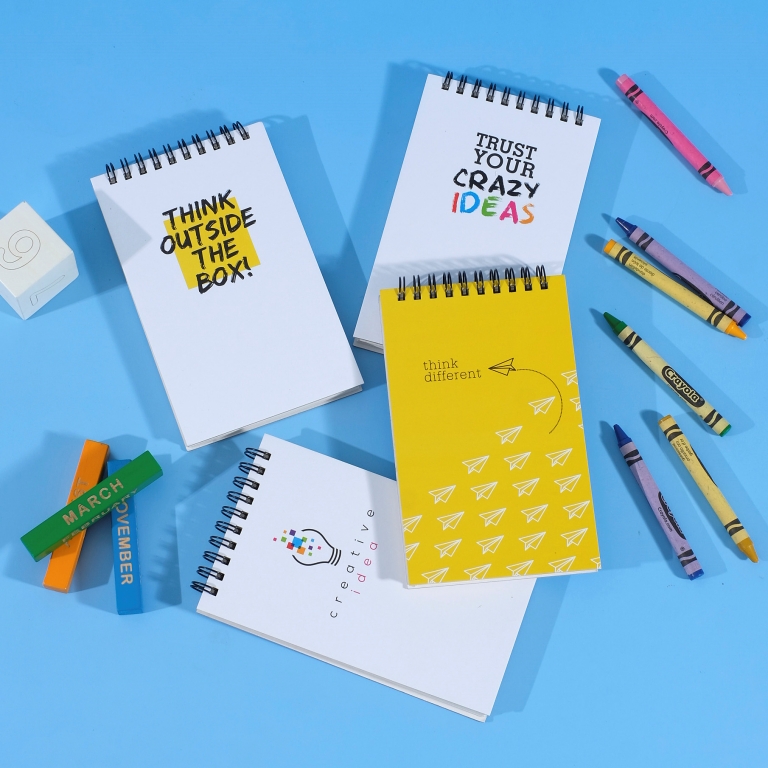 THINK
OUTSIDE
THE
BOX!
TRUST
YOUR
CRAZY
IDEAS
think
different
creative
idea
MARCH
NOVEMBER
Crayola